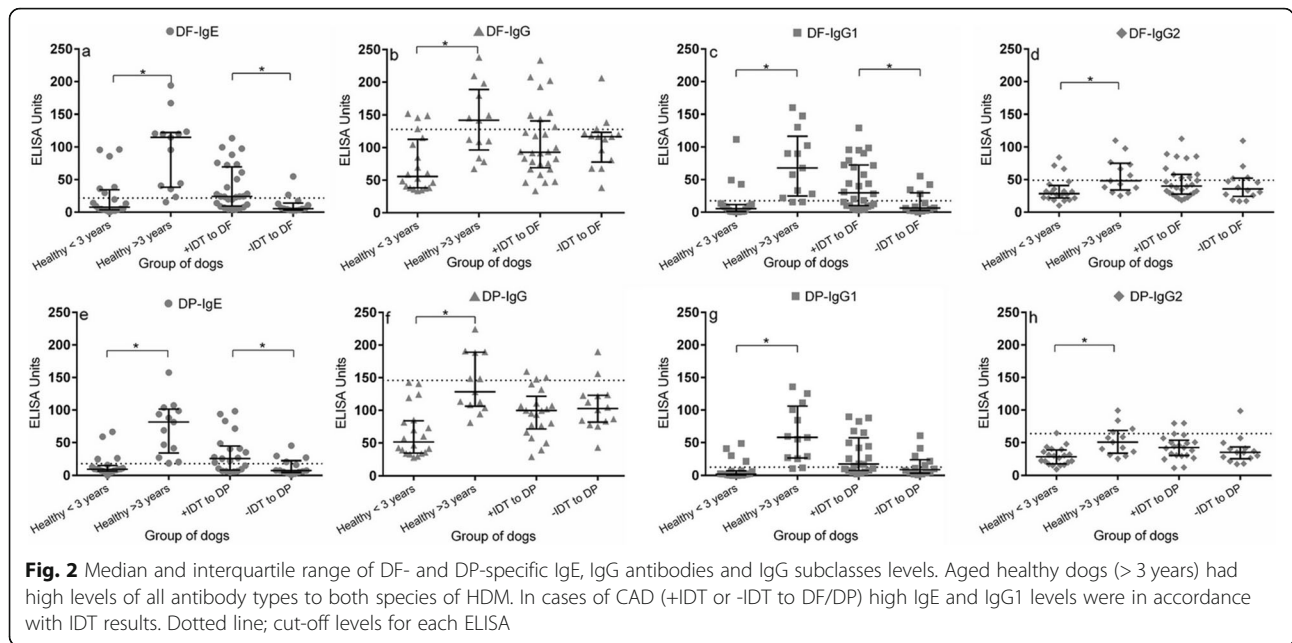 a
DF-IgE
250
200
150
100
50
0
ELISA Units
*
*
Healthy < 3 years
Healthy >3 years
+IDT to DF
-IDT to DF
Group of dogs
b
DF-IgG
250
200
150
100
50
0
ELISA Units
*
Healthy < 3 years
Healthy >3 years
+IDT to DF
-IDT to DF
Group of dogs
c
DF-IgG1
250
200
150
100
50
0
ELISA Units
*
*
Healthy < 3 years
Healthy >3 years
+IDT to DF
-IDT to DF
Group of dogs
d
DF-IgG2
250
200
150
100
50
0
ELISA Units
*
Healthy < 3 years
Healthy >3 years
+IDT to DF
-IDT to DF
Group of dogs
e
DP-IgE
250
200
150
100
50
0
ELISA Units
*
*
Healthy < 3 years
Healthy >3 years
+IDT to DP
-IDT to DP
Group of dogs
f
DP-IgG
250
200
150
100
50
0
ELISA Units
*
Healthy < 3 years
Healthy >3 years
+IDT to DP
-IDT to DP
Group of dogs
g
DP-IgG1
250
200
150
100
50
0
ELISA Units
*
Healthy < 3 years
Healthy >3 years
+IDT to DP
-IDT to DP
Group of dogs
h
DP-IgG2
250
200
150
100
50
0
ELISA Units
*
Healthy < 3 years
Healthy >3 years
+IDT to DP
-IDT to DP
Group of dogs
Fig. 2 Median and interquartile range of DF- and DP-specific IgE, IgG antibodies and IgG subclasses levels. Aged healthy dogs (> 3 years) had
high levels of all antibody types to both species of HDM. In cases of CAD (+IDT or -IDT to DF/DP) high IgE and IgG1 levels were in accordance
with IDT results. Dotted line; cut-off levels for each ELISA